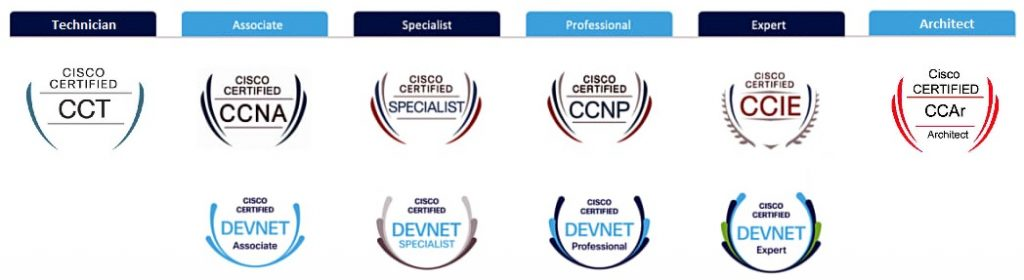 Technician
Associate
Specialist
Professional
Expert
Architect
CISCO
CERTIFIED
CCT
CISCO
CERTIFIED
CCNA
CISCO
CERTIFIED
SPECIALIST
CISCO
CERTIFIED
CCNP
CISCO
CERTIFIED
CCIE
Cisco
CERTIFIED
CCAr
Architect
CISCO
CERTIFIED
DEVNET
Associate
CISCO
CERTIFIED
DEVNET
SPECIALIST
CISCO
CERTIFIED
DEVNET
Professional
CISCO
CERTIFIED
DEVNET
Expert